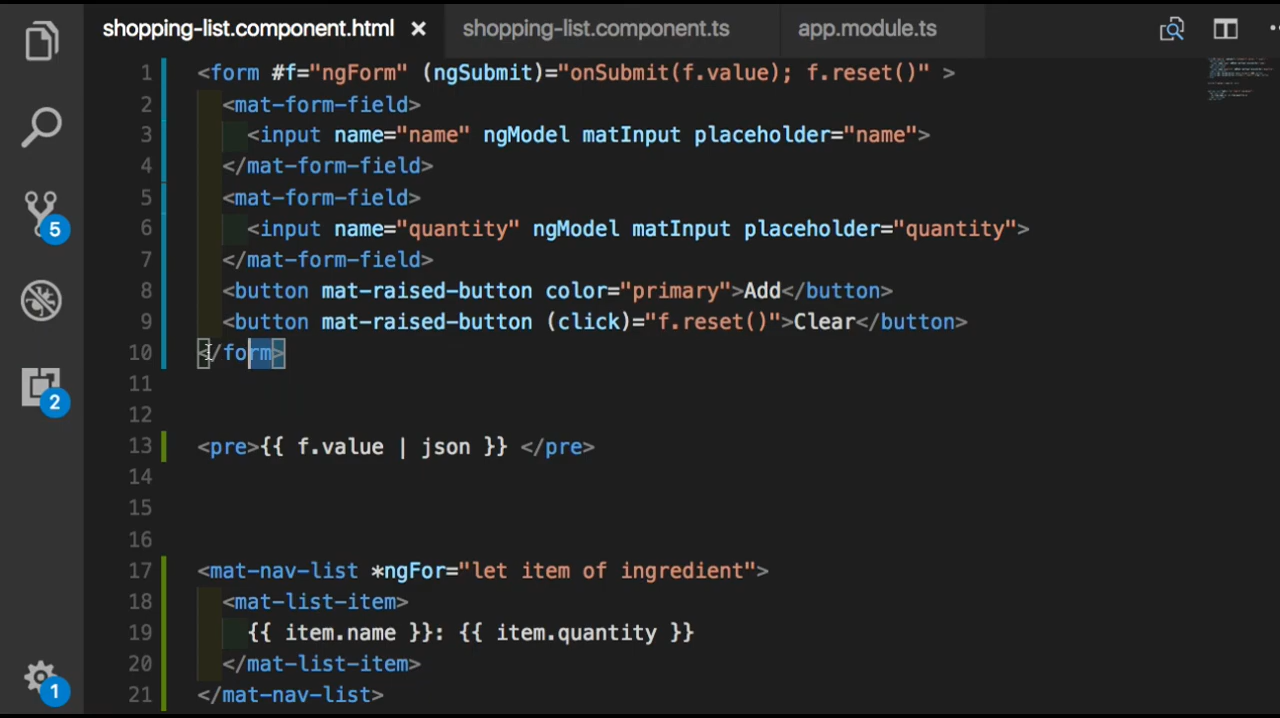 shopping-list.component.html × shopping-list.component.ts app.module.ts
1 <form #f="ngForm" (ngSubmit)="onSubmit(f.value); f.reset()" >
2 <mat-form-field>
3 <input name="name" ngModel matInput placeholder="name">
4 </mat-form-field>
5 <mat-form-field>
6 <input name="quantity" ngModel matInput placeholder="quantity">
7 </mat-form-field>
8 <button mat-raised-button color="primary">Add</button>
9 <button mat-raised-button (click)="f.reset()">Clear</button>
10 </form>
11
12
13 <pre>{{ f.value | json }} </pre>
14
15
16
17 <mat-nav-list *ngFor="let item of ingredient">
18 <mat-list-item>
19 {{ item.name }}: {{ item.quantity }}
20 </mat-list-item>
21 </mat-nav-list>
5
2
1